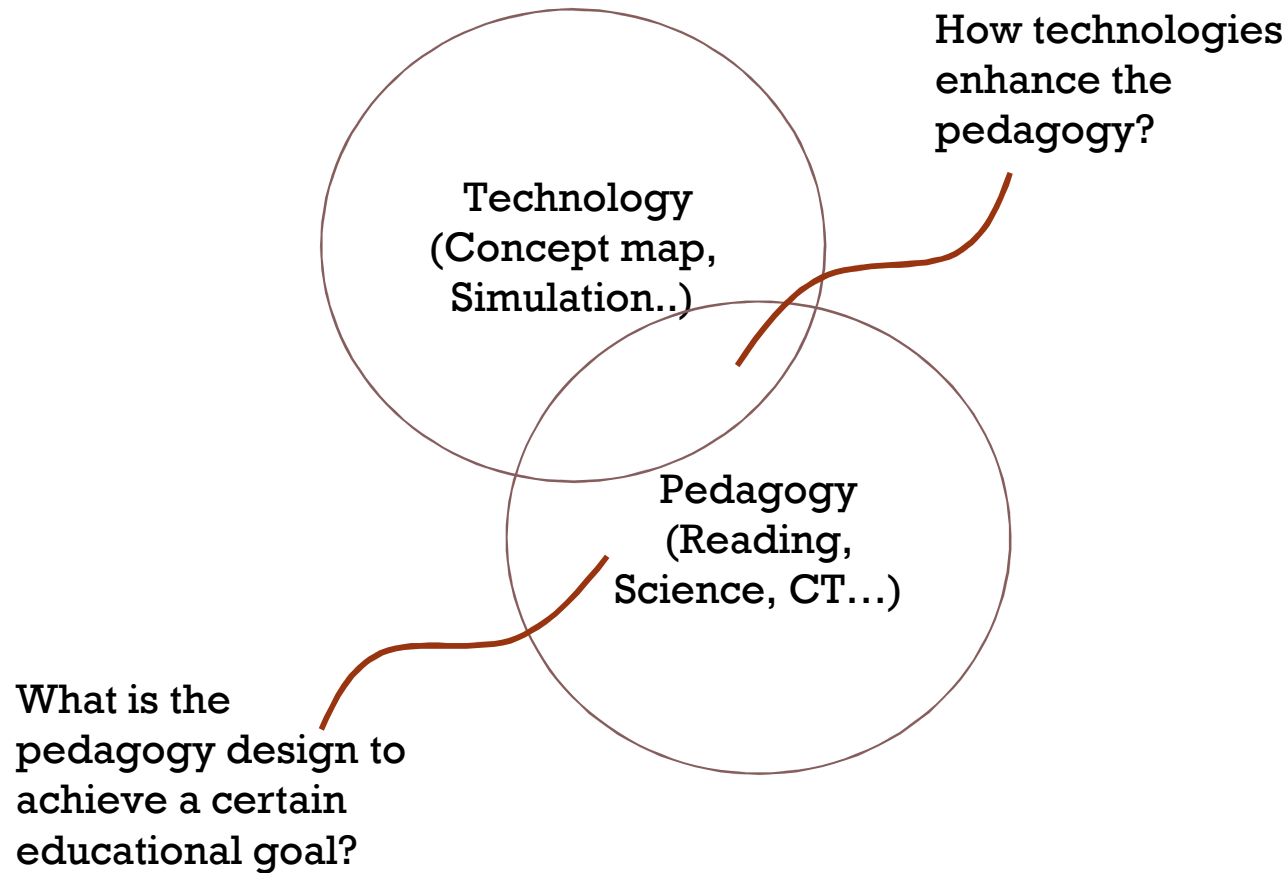 How technologies
enhance the
pedagogy?
Technology
(Concept map,
Simulation..)
Pedagogy
(Reading,
Science, CT…)
What is the
pedagogy design to
achieve a certain
educational goal?